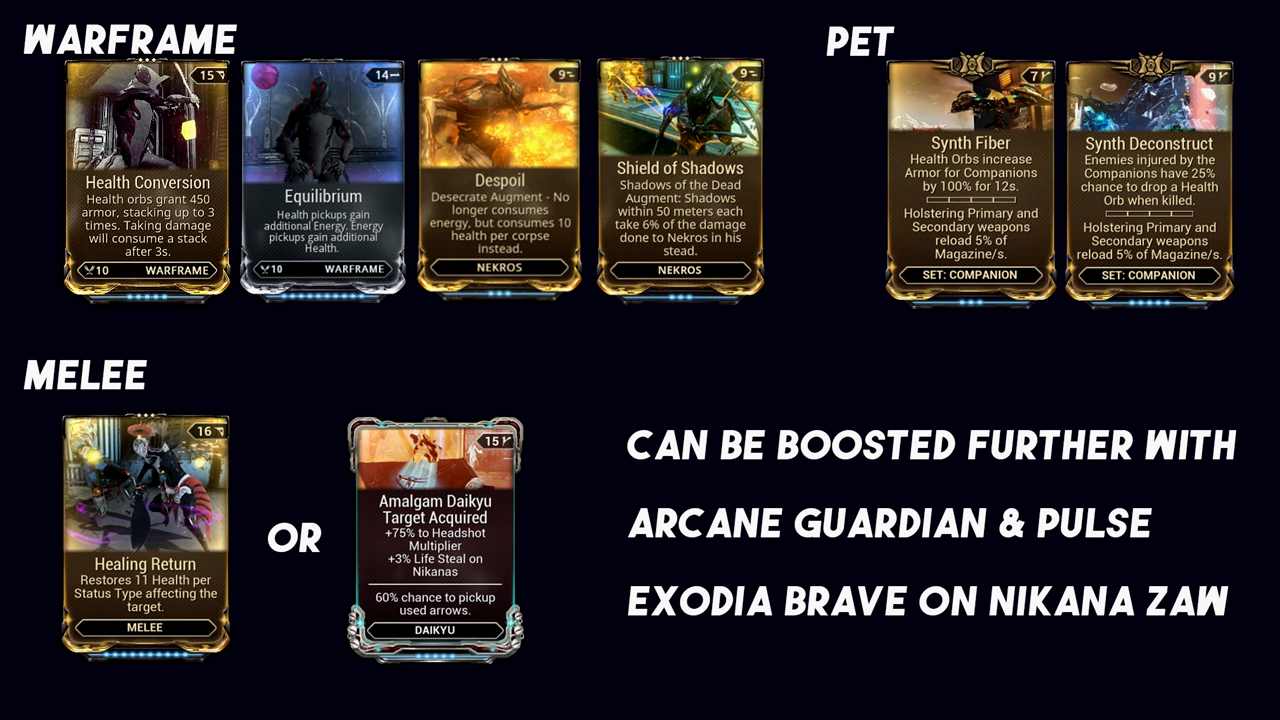 WARFRAME
PET
15
Health Conversion
Health orbs grant 450
armor, stacking up to 3
times. Taking damage
will consume a stack
after 3s.
10 WARFRAME
14
Equilibrium
Health pickups gain
additional Energy. Energy
pickups gain additional
Health.
10 WARFRAME
9
Despoil
Desecrate Augment - No
longer consumes
energy, but consumes 10
health per corpse
instead.
NEKROS
9
Shield of Shadows
Shadows of the Dead
Augment: Shadows
within 50 meters each
take 6% of the damage
done to Nekros in his
stead.
NEKROS
7
Synth Fiber
Health Orbs increase
Armor for Companions
by 100% for 12s.
Holstering Primary and
Secondary weapons
reload 5% of
Magazine/s.
SET: COMPANION
9
Synth Deconstruct
Enemies injured by the
Companions have 25%
chance to drop a Health
Orb when killed.
Holstering Primary and
Secondary weapons
reload 5% of Magazine/s.
SET: COMPANION
MELEE
16
Healing Return
Restores 11 Health per
Status Type affecting the
target.
MELEE
OR
15
Amalgam Daikyu
Target Acquired
+75% to Headshot
Multiplier
+3% Life Steal on
Nikanas
60% chance to pickup
used arrows.
DAIKYU
CAN BE BOOSTED FURTHER WITH
ARCANE GUARDIAN & PULSE
EXODIA BRAVE ON NIKANA ZAW